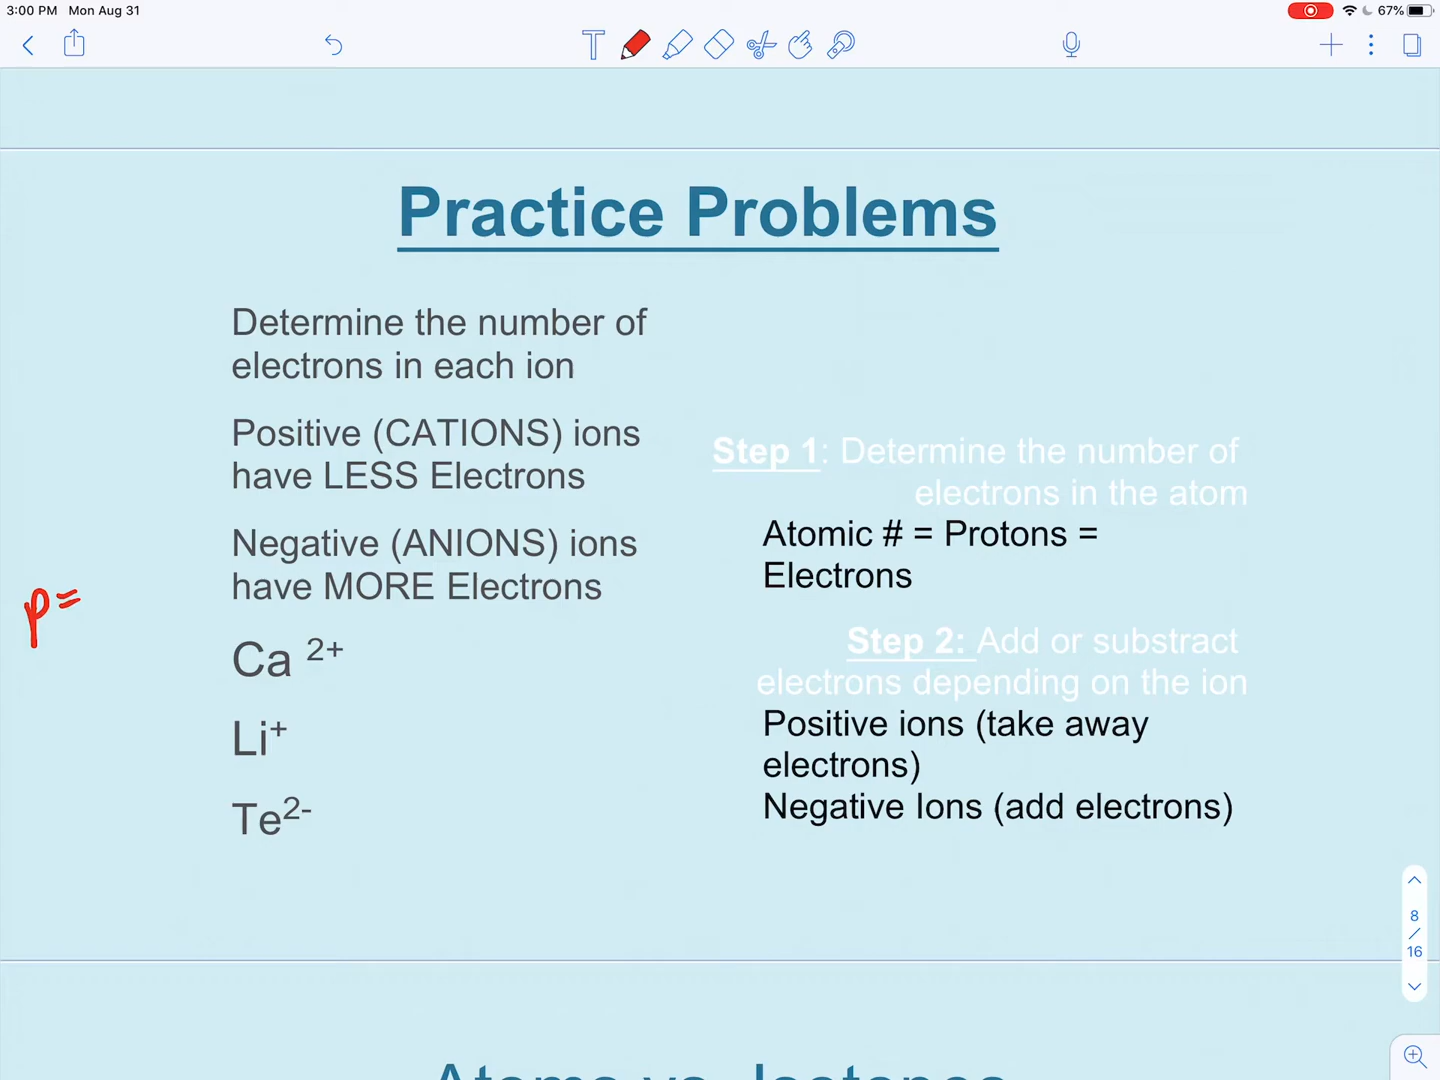 3:00 PM Mon Aug 31
67%
Practice Problems
Determine the number of
electrons in each ion
Positive (CATIONS) ions
have LESS Electrons
Negative (ANIONS) ions
have MORE Electrons
p=
Ca 2+
Li+
Te2-
Step 1: Determine the number of
electrons in the atom
Atomic # = Protons =
Electrons
Step 2: Add or substract
electrons depending on the ion
Positive ions (take away
electrons)
Negative Ions (add electrons)
8
/
16
Atoms vs. Isotopes